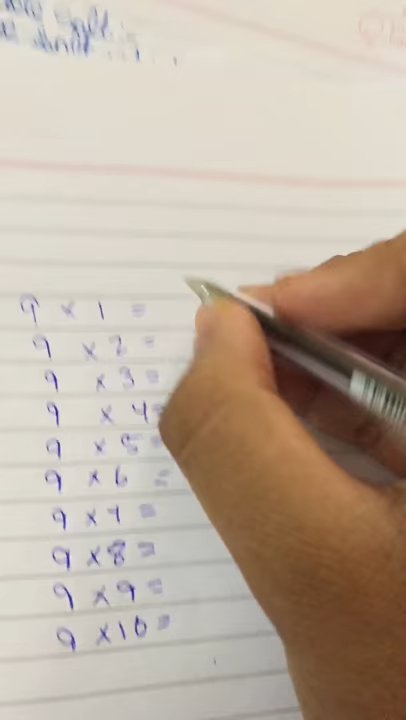 9 x 1 =
9 x 2 =
9 x 3 =
9 x 4 =
9 x 5 =
9 x 6 =
9 x 7 =
9 x 8 =
9 x 9 =
9 x 10 =